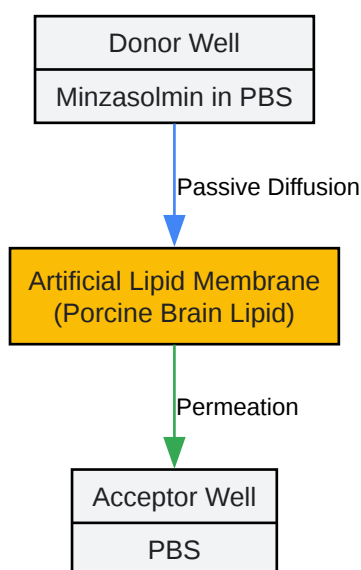 Donor Well
Minzasolmin in PBS
Passive Diffusion
Artificial Lipid Membrane
(Porcine Brain Lipid)
Permeation
Acceptor Well
PBS